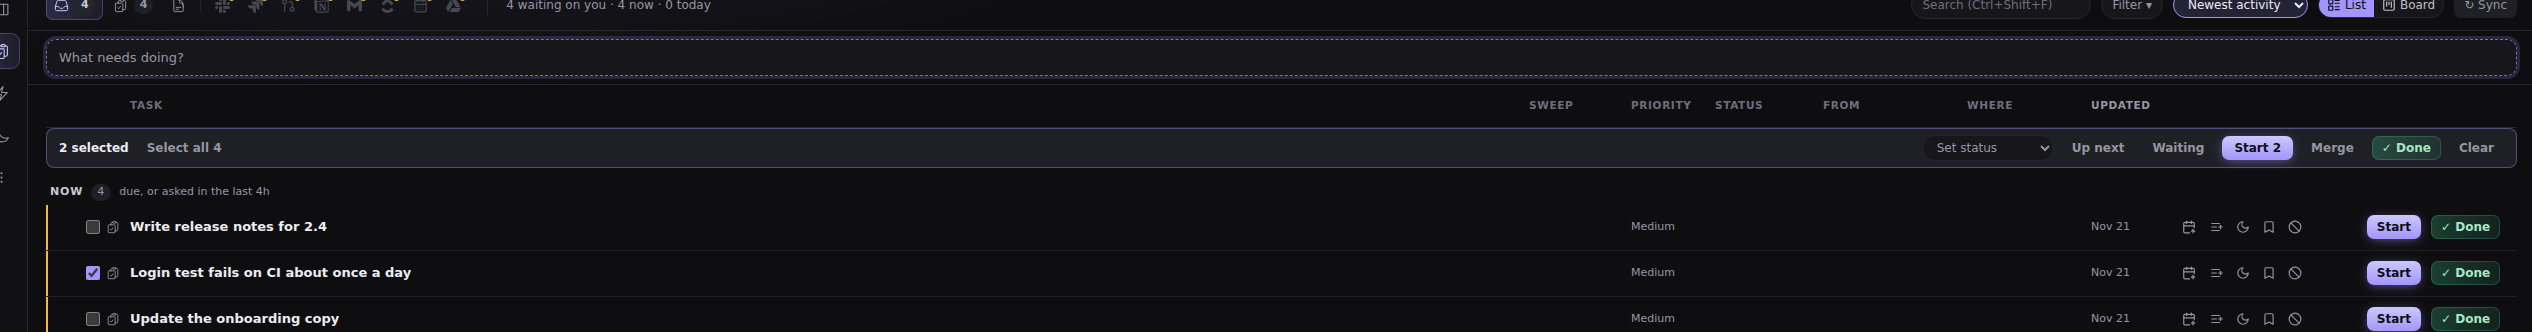 4 4 4 waiting on you · 4 now · 0 today Search (Ctrl+Shift+F) Filter ▾ Newest activity List Board ↻ Sync
What needs doing?
TASK SWEEP PRIORITY STATUS FROM WHERE UPDATED
2 selected Select all 4 Set status Up next Waiting Start 2 Merge ✓ Done Clear
NOW 4 due, or asked in the last 4h
Write release notes for 2.4 Medium Nov 21 Start ✓ Done
Login test fails on CI about once a day Medium Nov 21 Start ✓ Done
Update the onboarding copy Medium Nov 21 Start ✓ Done